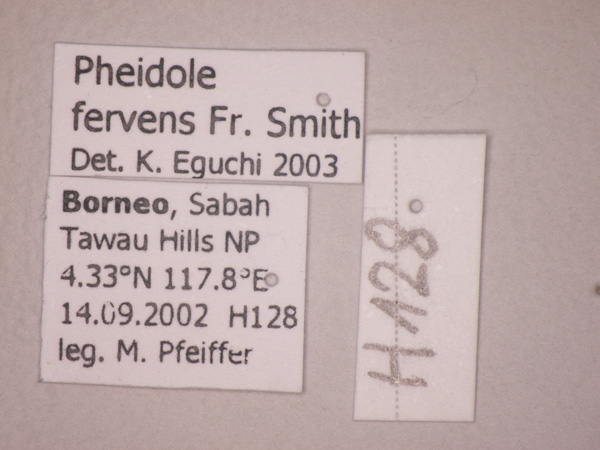 Pheidole
fervens Fr. Smith
Det. K. Eguchi 2003
Borneo, Sabah
Tawau Hills NP
4.33°N 117.8°E
14.09.2002 H128
leg. M. Pfeiffer
H128